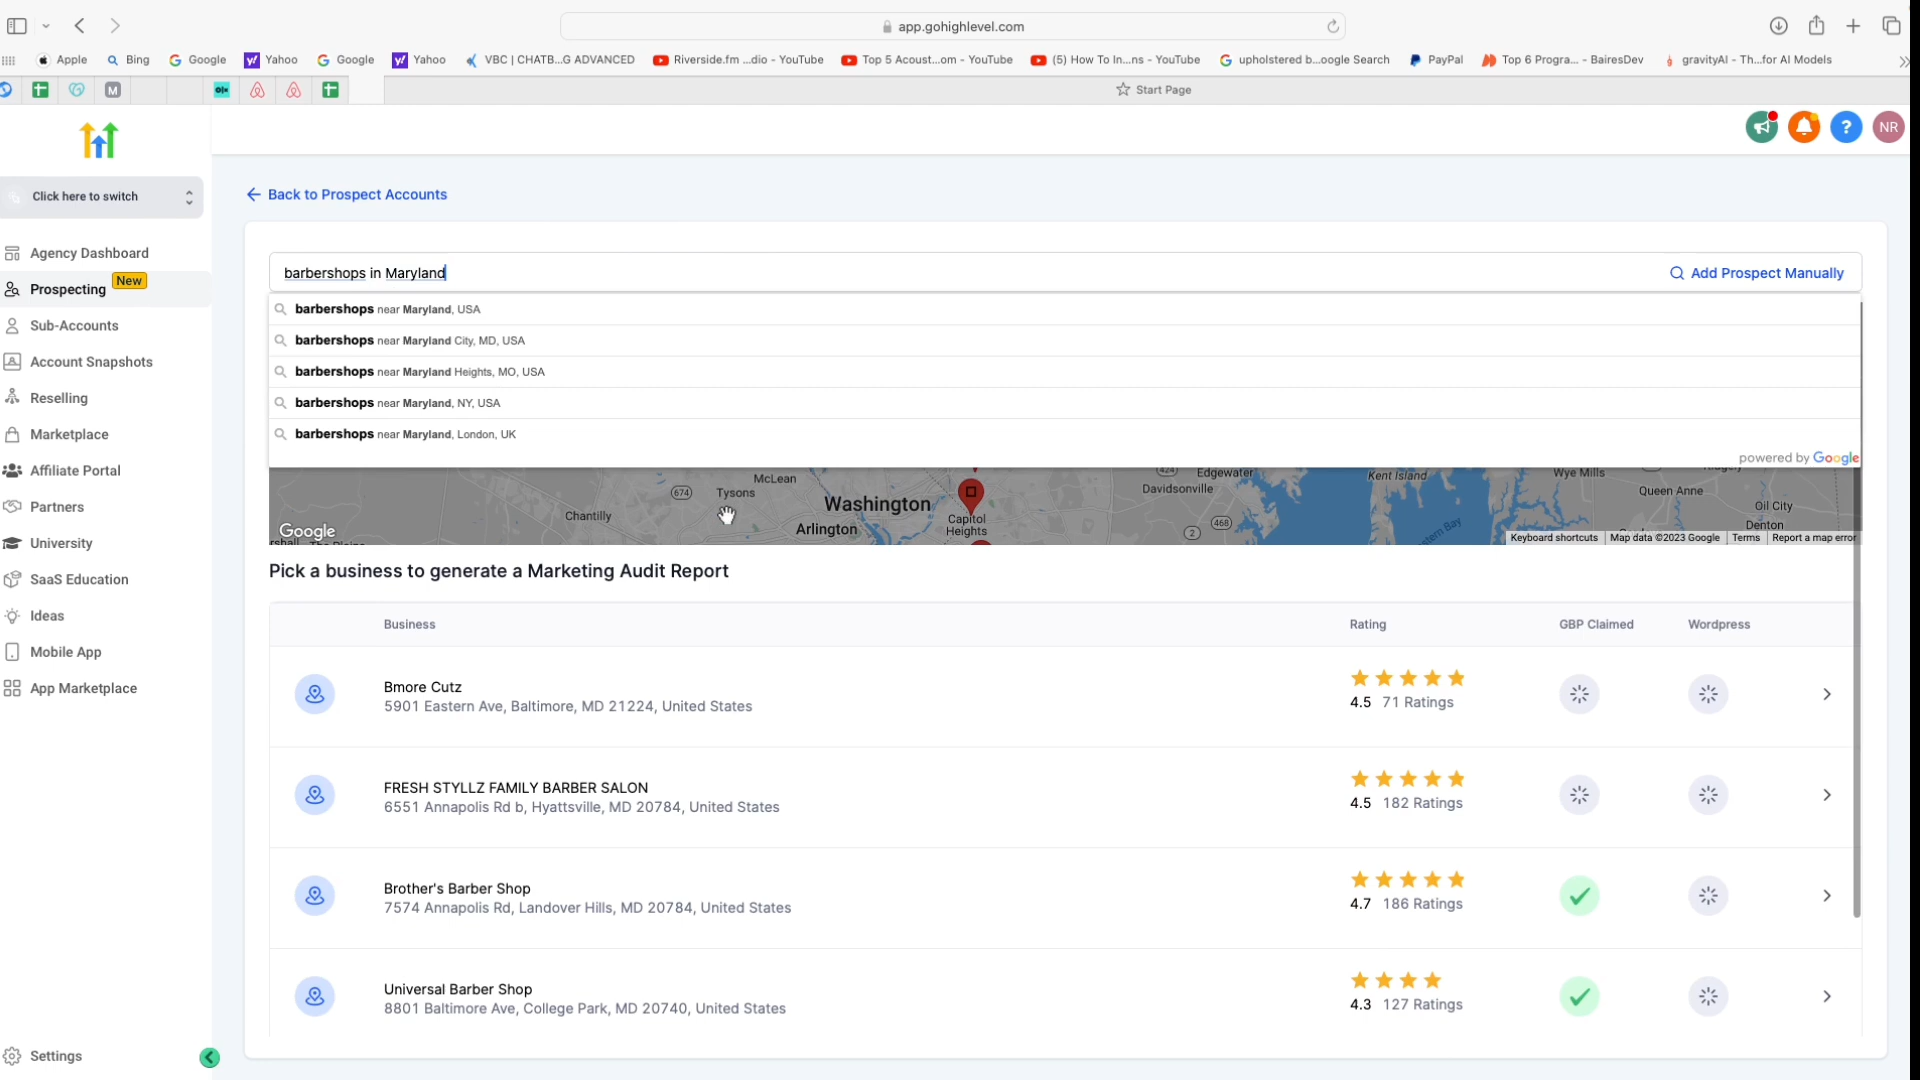 app.gohighlevel.com
Apple Bing Google Yahoo Google Yahoo VBC | CHATB...G ADVANCED Riverside.fm ...dio - YouTube Top 5 Acoust...om - YouTube (5) How To In...ns - YouTube upholstered b...oogle Search PayPal Top 6 Progra... - BairesDev gravityAI - Th...for AI Models
M olx Start Page
NR
Click here to switch
Back to Prospect Accounts
Agency Dashboard
Prospecting New
Sub-Accounts
Account Snapshots
Reselling
Marketplace
Affiliate Portal
Partners
University
SaaS Education
Ideas
Mobile App
App Marketplace
Settings
barbershops in Maryland
Add Prospect Manually
barbershops near Maryland, USA
barbershops near Maryland City, MD, USA
barbershops near Maryland Heights, MO, USA
barbershops near Maryland, NY, USA
barbershops near Maryland, London, UK
powered by Google
McLean 424 Edgewater Kent Island Wye Mills
674 Tysons Davidsonville Queen Anne
Chantilly Washington Capitol Heights 468 Oil City
Arlington 2 Denton
Google Keyboard shortcuts Map data ©2023 Google Terms Report a map error
Pick a business to generate a Marketing Audit Report
Business Rating GBP Claimed Wordpress
Bmore Cutz
5901 Eastern Ave, Baltimore, MD 21224, United States
4.5 71 Ratings
FRESH STYLLZ FAMILY BARBER SALON
6551 Annapolis Rd b, Hyattsville, MD 20784, United States
4.5 182 Ratings
Brother's Barber Shop
7574 Annapolis Rd, Landover Hills, MD 20784, United States
4.7 186 Ratings
Universal Barber Shop
8801 Baltimore Ave, College Park, MD 20740, United States
4.3 127 Ratings